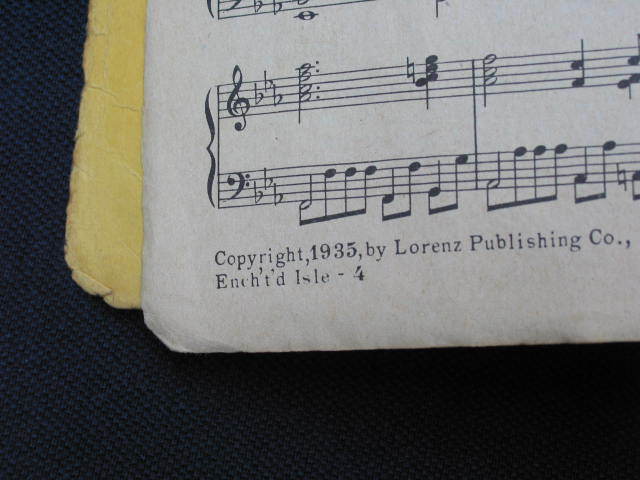 Copyright,1935,by Lorenz Publishing Co.,
Ench't'd Isle - 4